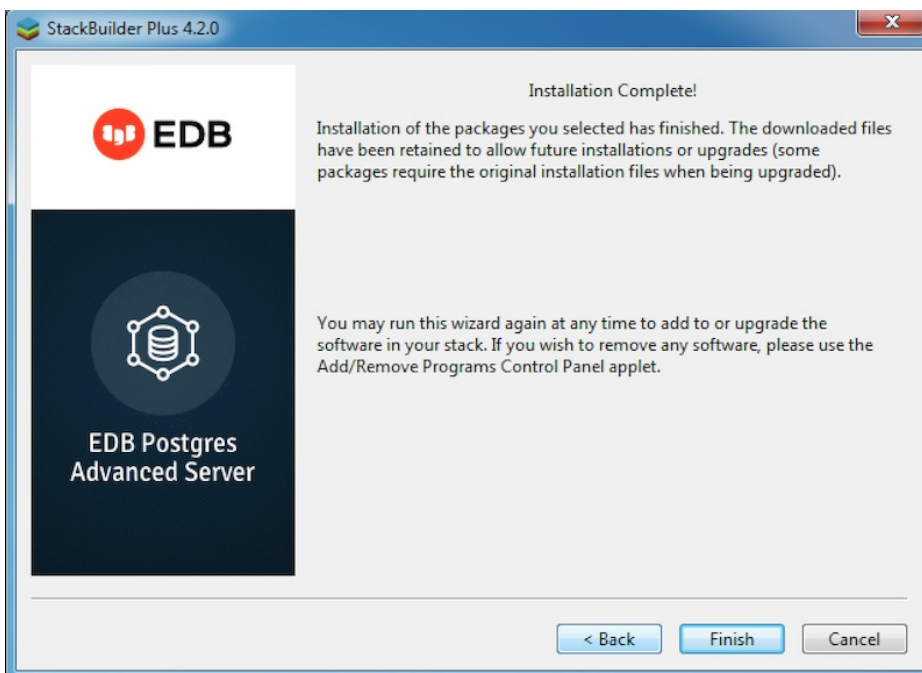 StackBuilder Plus 4.2.0
EDB
Installation Complete!
Installation of the packages you selected has finished. The downloaded files
have been retained to allow future installations or upgrades (some
packages require the original installation files when being upgraded).
You may run this wizard again at any time to add to or upgrade the
software in your stack. If you wish to remove any software, please use the
Add/Remove Programs Control Panel applet.
EDB Postgres
Advanced Server
< Back
Finish
Cancel